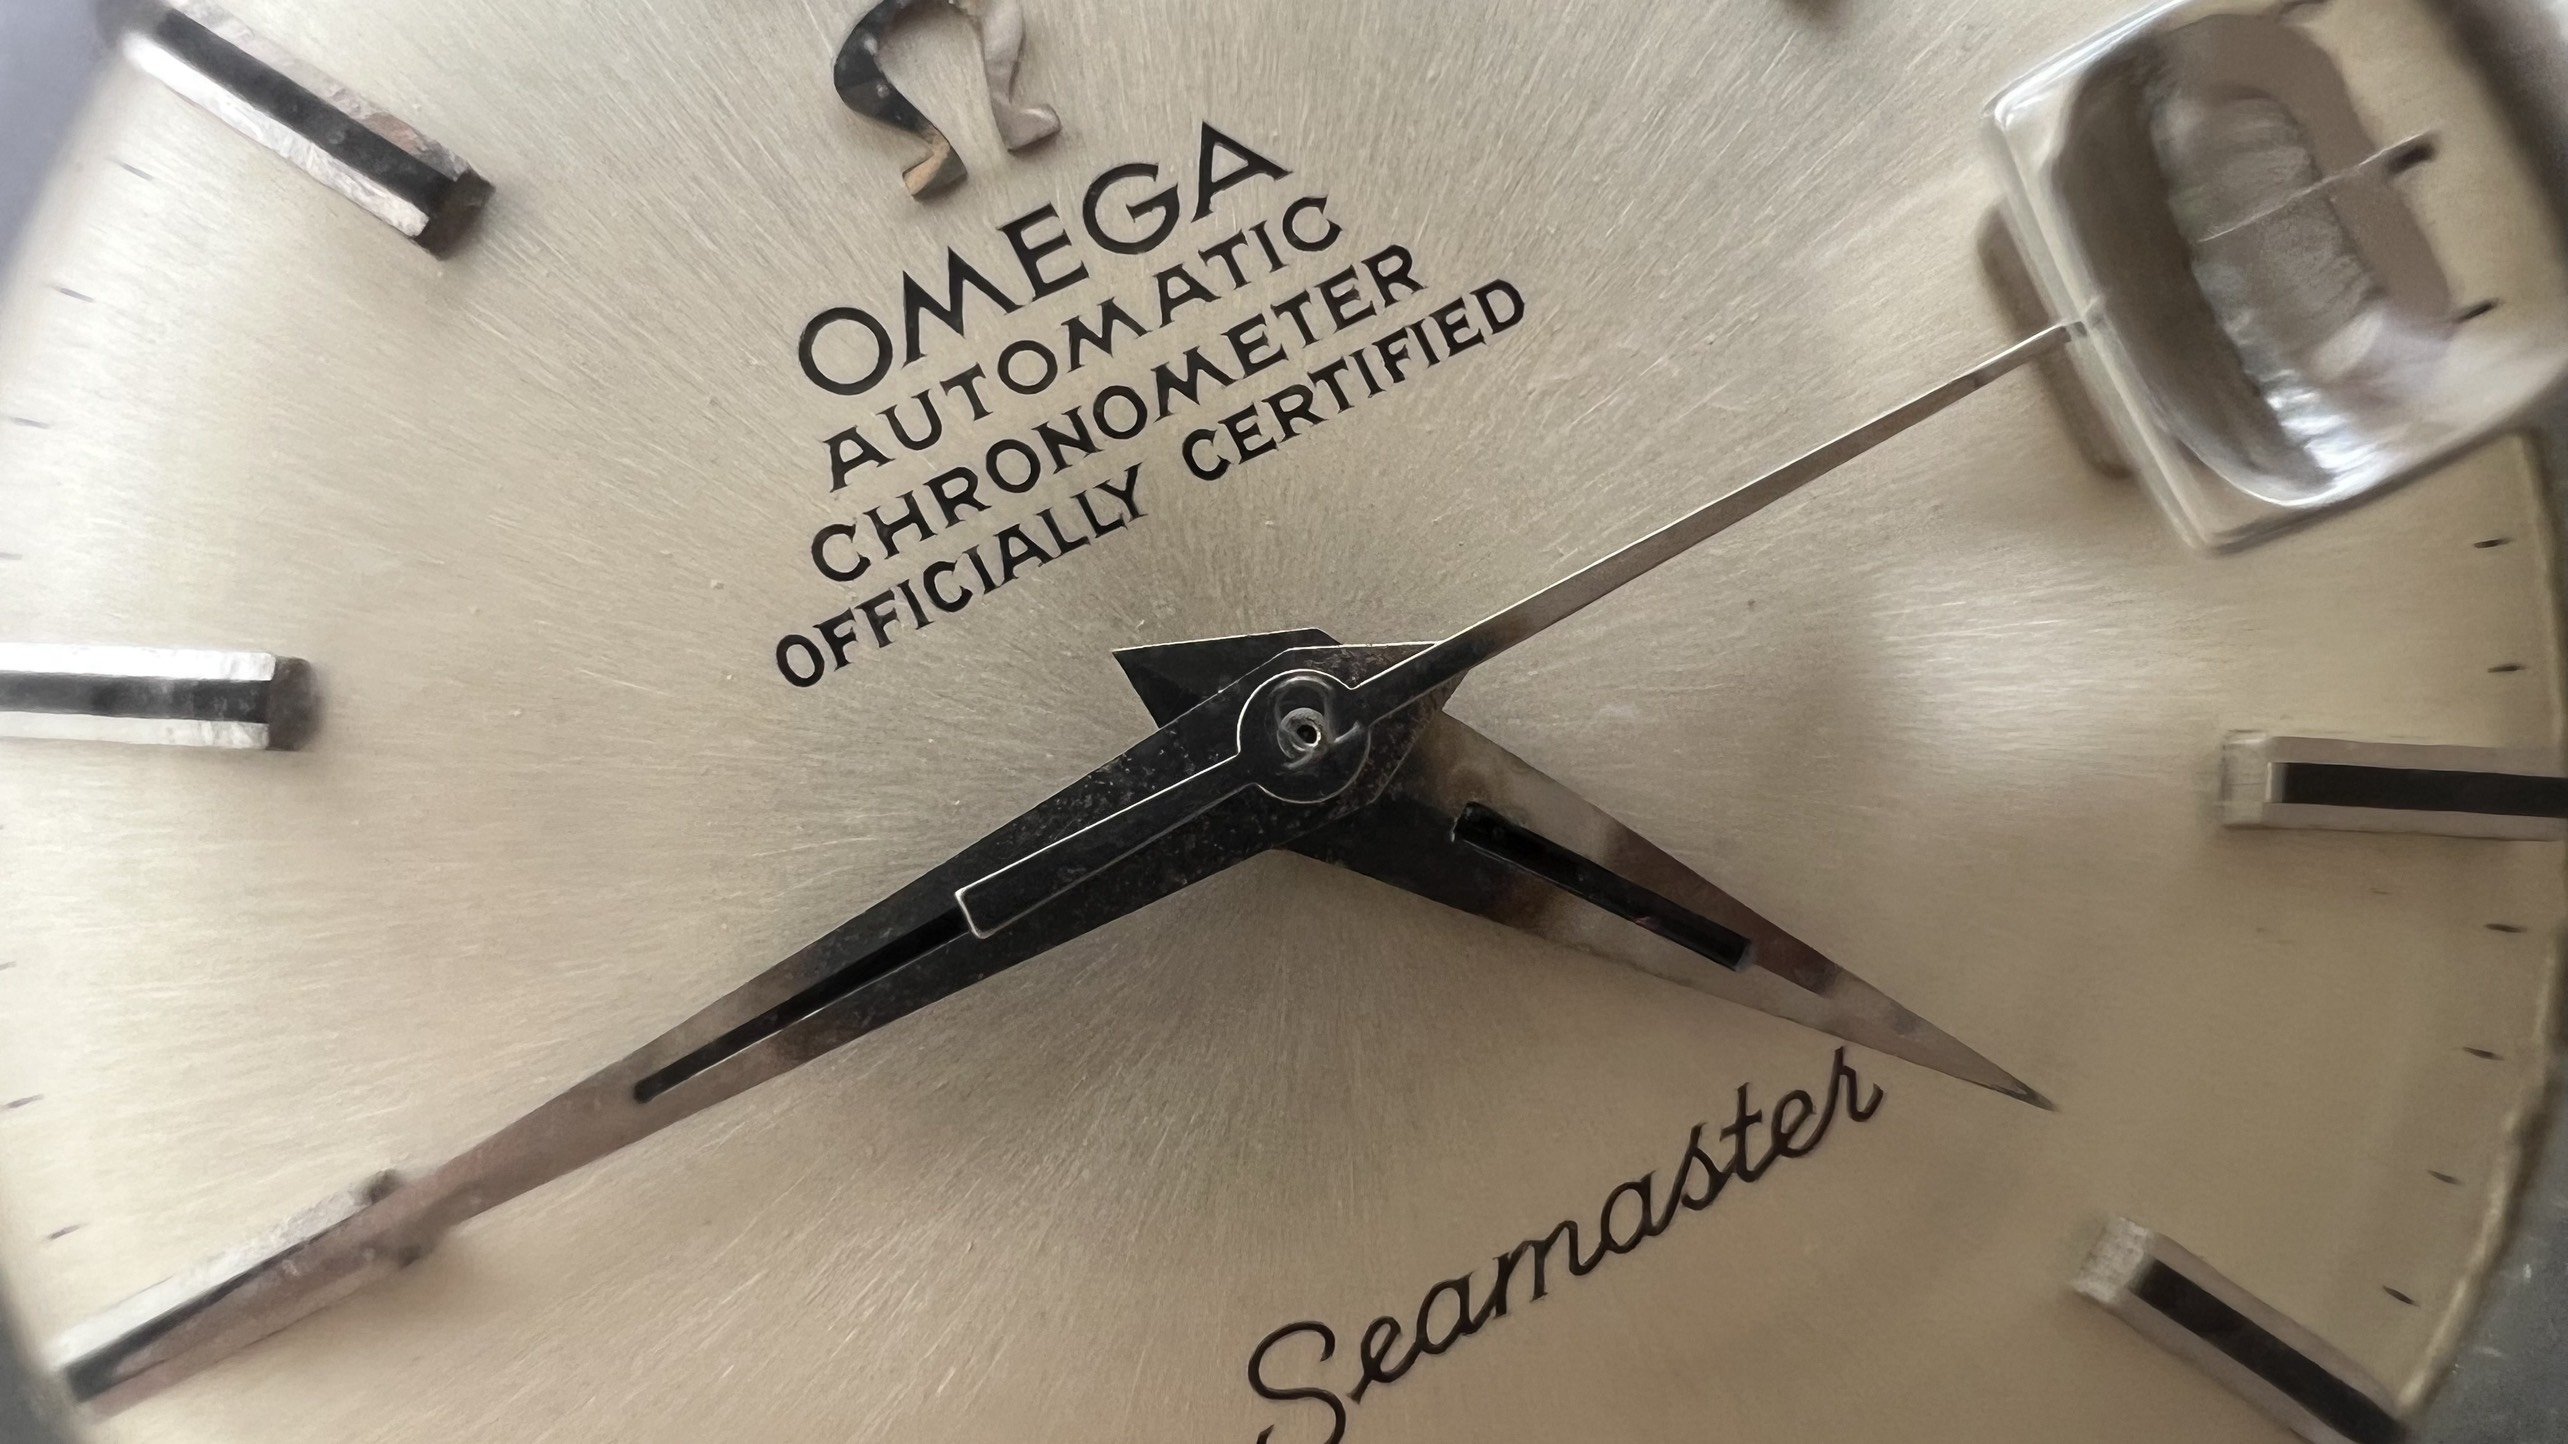 OMEGA
AUTOMATIC
CHRONOMETER
OFFICIALLY CERTIFIED
Seamaster